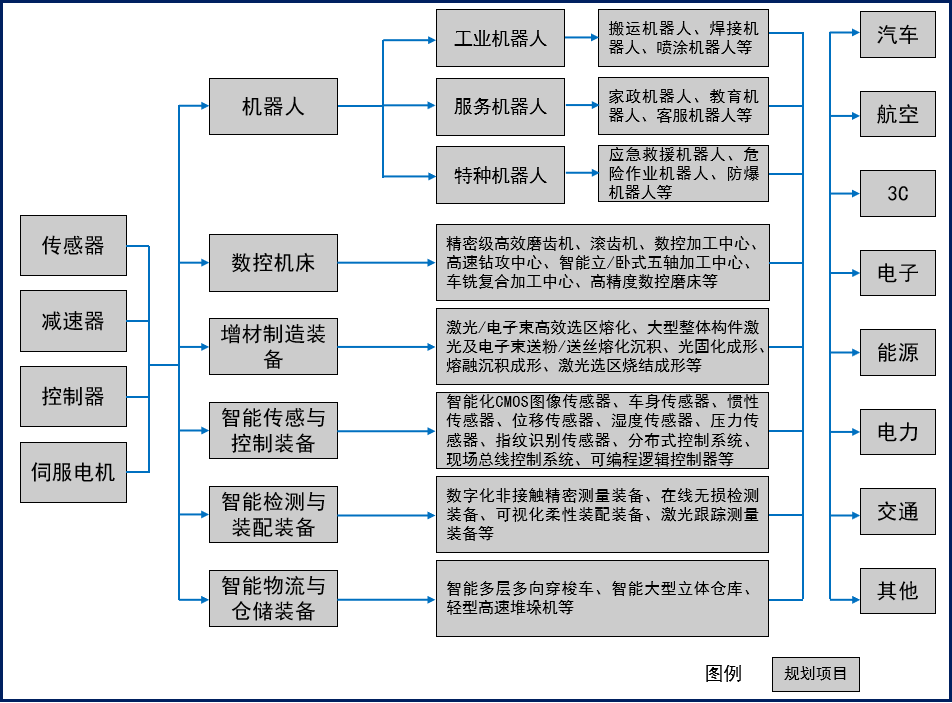 传感器
减速器
控制器
伺服电机
机器人
工业机器人
搬运机器人、焊接机
器人、喷涂机器人等
服务机器人
家政机器人、教育机
器人、客服机器人等
特种机器人
应急救援机器人、危
险作业机器人、防爆
机器人等
数控机床
精密级高效磨齿机、滚齿机、数控加工中心、
高速钻攻中心、智能立/卧式五轴加工中心、
车铣复合加工中心、高精度数控磨床等
增材制造装
备
激光/电子束高效选区熔化、大型整体构件激
光及电子束送粉/送丝熔化沉积、光固化成形、
熔融沉积成形、激光选区烧结成形等
智能传感与
控制装备
智能化CMOS图像传感器、车身传感器、惯性
传感器、位移传感器、湿度传感器、压力传
感器、指纹识别传感器、分布式控制系统、
现场总线控制系统、可编程逻辑控制器等
智能检测与
装配装备
数字化非接触精密测量装备、在线无损检测
装备、可视化柔性装配装备、激光跟踪测量
装备等
智能物流与
仓储装备
智能多层多向穿梭车、智能大型立体仓库、
轻型高速堆垛机等
汽车
航空
3C
电子
能源
电力
交通
其他
图例
规划项目